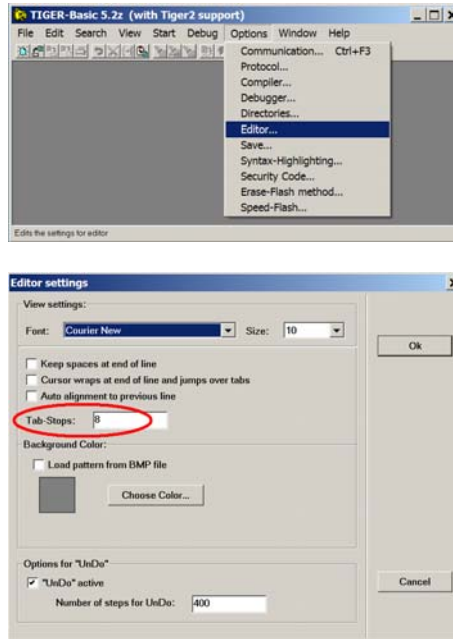 TIGER-Basic 5.2z (with Tiger2 support)
File Edit Search View Start Debug Options Window Help
Communication... Ctrl+F3
Protocol...
Compiler...
Debugger...
Directories...
Editor...
Save...
Syntax-Highlighting...
Security Code...
Erase-Flash method...
Speed-Flash...
Edits the settings for editor
Editor settings
View settings:
Font: Courier New Size: 10
Ok
Keep spaces at end of line
Cursor wraps at end of line and jumps over tabs
Auto alignment to previous line
Tab-Stops: 8
Background Color:
Load pattern from BMP file
Choose Color...
Options for "UnDo"
"UnDo" active
Cancel
Number of steps for UnDo: 400